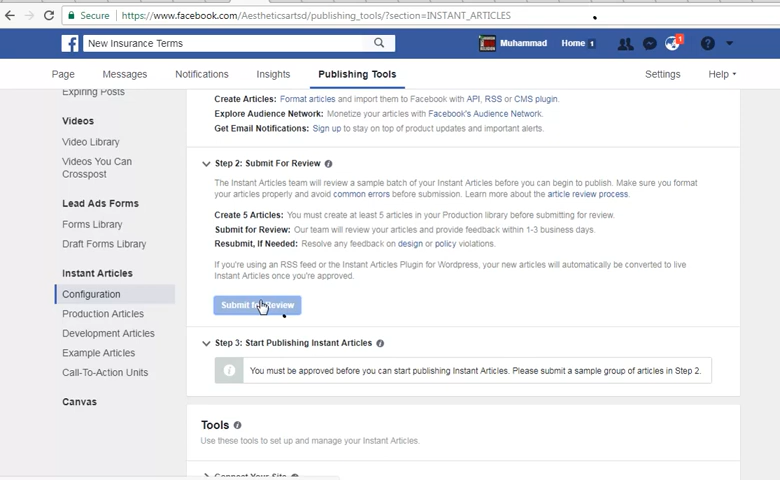 Secure https://www.facebook.com/Aestheticsartsd/publishing_tools/?section=INSTANT_ARTICLES
New Insurance Terms
Muhammad Home 1 1
Page Messages Notifications Insights Publishing Tools Settings Help
Expiring Posts
Videos
Video Library
Videos You Can
Crosspost
Lead Ads Forms
Forms Library
Draft Forms Library
Instant Articles
Configuration
Production Articles
Development Articles
Example Articles
Call-To-Action Units
Canvas
Create Articles: Format articles and import them to Facebook with API, RSS or CMS plugin.
Explore Audience Network: Monetize your articles with Facebook's Audience Network.
Get Email Notifications: Sign up to stay on top of product updates and important alerts.
Step 2: Submit For Review
The Instant Articles team will review a sample batch of your Instant Articles before you can begin to publish. Make sure you format
your articles properly and avoid common errors before submission. Learn more about the article review process.
Create 5 Articles: You must create at least 5 articles in your Production library before submitting for review.
Submit for Review: Our team will review your articles and provide feedback within 1-3 business days.
Resubmit, If Needed: Resolve any feedback on design or policy violations.
If you're using an RSS feed or the Instant Articles Plugin for Wordpress, your new articles will automatically be converted to live
Instant Articles once you're approved.
Submit for Review
Step 3: Start Publishing Instant Articles
You must be approved before you can start publishing Instant Articles. Please submit a sample group of articles in Step 2.
Tools
Use these tools to set up and manage your Instant Articles.
Connect Your Site